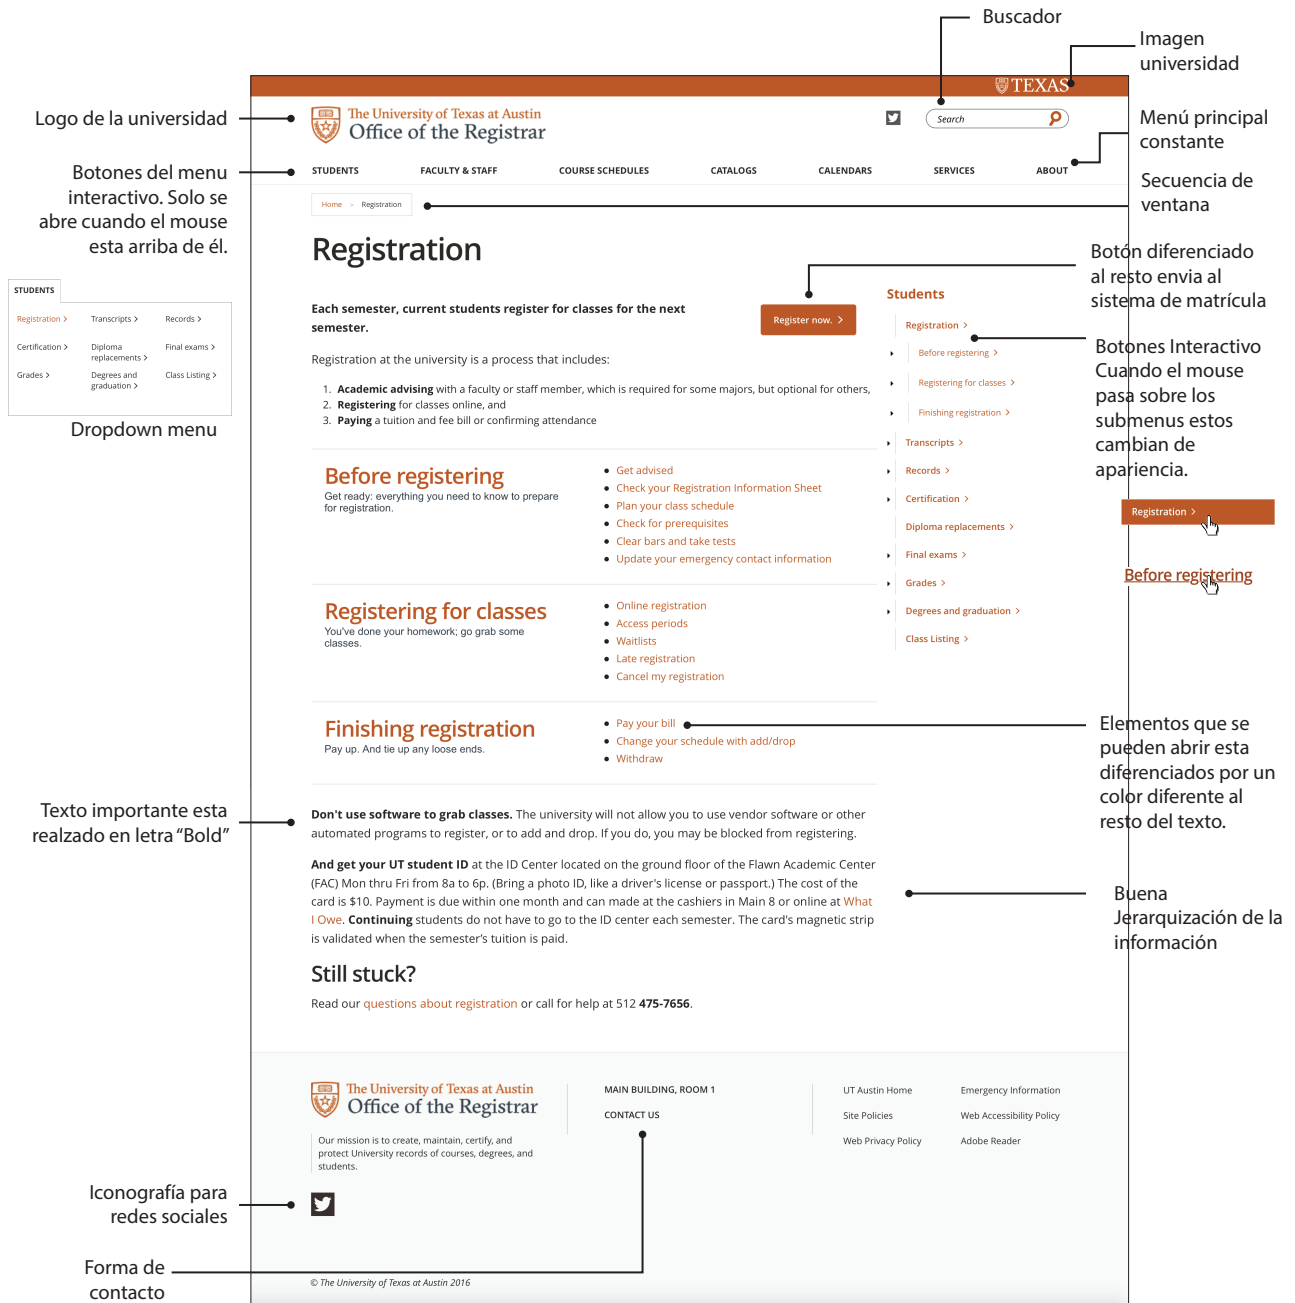 Buscador
Imagen
universidad
TEXAS
Logo de la universidad
The University of Texas at Austin
Office of the Registrar
Search
Menú principal
constante
Botones del menu
interactivo. Solo se
abre cuando el mouse
esta arriba de él.
STUDENTS FACULTY & STAFF COURSE SCHEDULES CATALOGS CALENDARS SERVICES ABOUT
Secuencia de
ventana
Home > Registration
Registration
Botón diferenciado
al resto envia al
sistema de matrícula
STUDENTS
Registration > Transcripts > Records >
Certification > Diploma replacements > Final exams >
Grades > Degrees and graduation > Class Listing >
Dropdown menu
Each semester, current students register for classes for the next
semester.
Register now. >
Registration at the university is a process that includes:
1. Academic advising with a faculty or staff member, which is required for some majors, but optional for others,
2. Registering for classes online, and
3. Paying a tuition and fee bill or confirming attendance
Students
Registration >
Before registering >
Registering for classes >
Finishing registration >
Transcripts >
Records >
Certification >
Diploma replacements >
Final exams >
Grades >
Degrees and graduation >
Class Listing >
Botones Interactivo
Cuando el mouse
pasa sobre los
submenus estos
cambian de
apariencia.
Registration >
Before registering
Before registering
Get ready: everything you need to know to prepare
for registration.
• Get advised
• Check your Registration Information Sheet
• Plan your class schedule
• Check for prerequisites
• Clear bars and take tests
• Update your emergency contact information
Registering for classes
You've done your homework; go grab some
classes.
• Online registration
• Access periods
• Waitlists
• Late registration
• Cancel my registration
Finishing registration
Pay up. And tie up any loose ends.
• Pay your bill
• Change your schedule with add/drop
• Withdraw
Elementos que se
pueden abrir esta
diferenciados por un
color diferente al
resto del texto.
Texto importante esta
realzado en letra “Bold”
Don't use software to grab classes. The university will not allow you to use vendor software or other
automated programs to register, or to add and drop. If you do, you may be blocked from registering.
And get your UT student ID at the ID Center located on the ground floor of the Flawn Academic Center
(FAC) Mon thru Fri from 8a to 6p. (Bring a photo ID, like a driver's license or passport.) The cost of the
card is $10. Payment is due within one month and can made at the cashiers in Main 8 or online at What
I Owe. Continuing students do not have to go to the ID center each semester. The card's magnetic strip
is validated when the semester's tuition is paid.
Buena
Jerarquización de la
información
Still stuck?
Read our questions about registration or call for help at 512 475-7656.
The University of Texas at Austin
Office of the Registrar
Our mission is to create, maintain, certify, and
protect University records of courses, degrees, and
students.
MAIN BUILDING, ROOM 1
CONTACT US
UT Austin Home Emergency Information
Site Policies Web Accessibility Policy
Web Privacy Policy Adobe Reader
Iconografía para
redes sociales
Forma de
contacto
© The University of Texas at Austin 2016